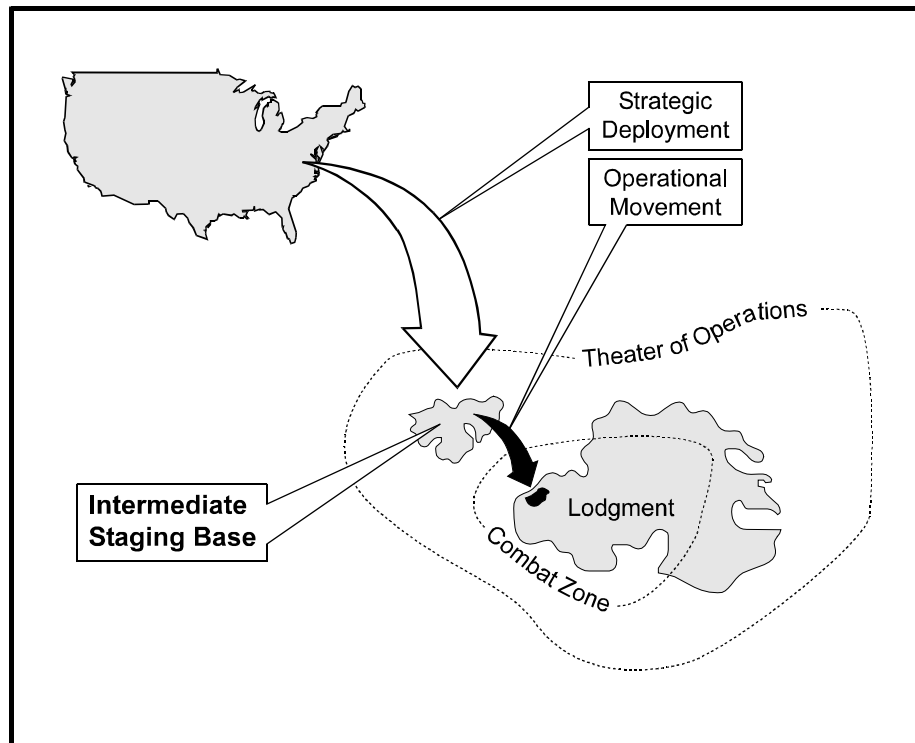 Strategic
Deployment
Operational
Movement
Theater of Operations
Intermediate
Staging Base
Lodgment
Combat Zone